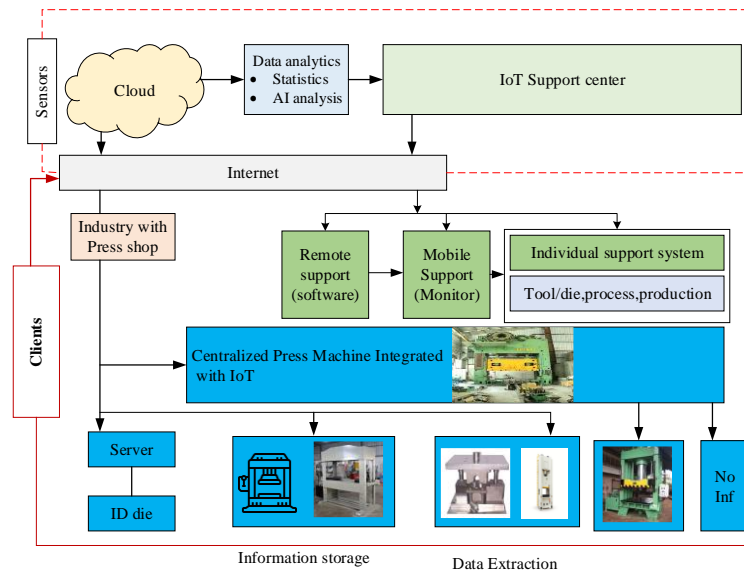 Sensors
Cloud
Data analytics
• Statistics
• AI analysis
IoT Support center
Internet
Industry with
Press shop
Remote
support
(software)
Mobile
Support
(Monitor)
Individual support system
Tool/die,process,production
Clients
Centralized Press Machine Integrated
with IoT
Server
ID die
No
Inf
Information storage
Data Extraction